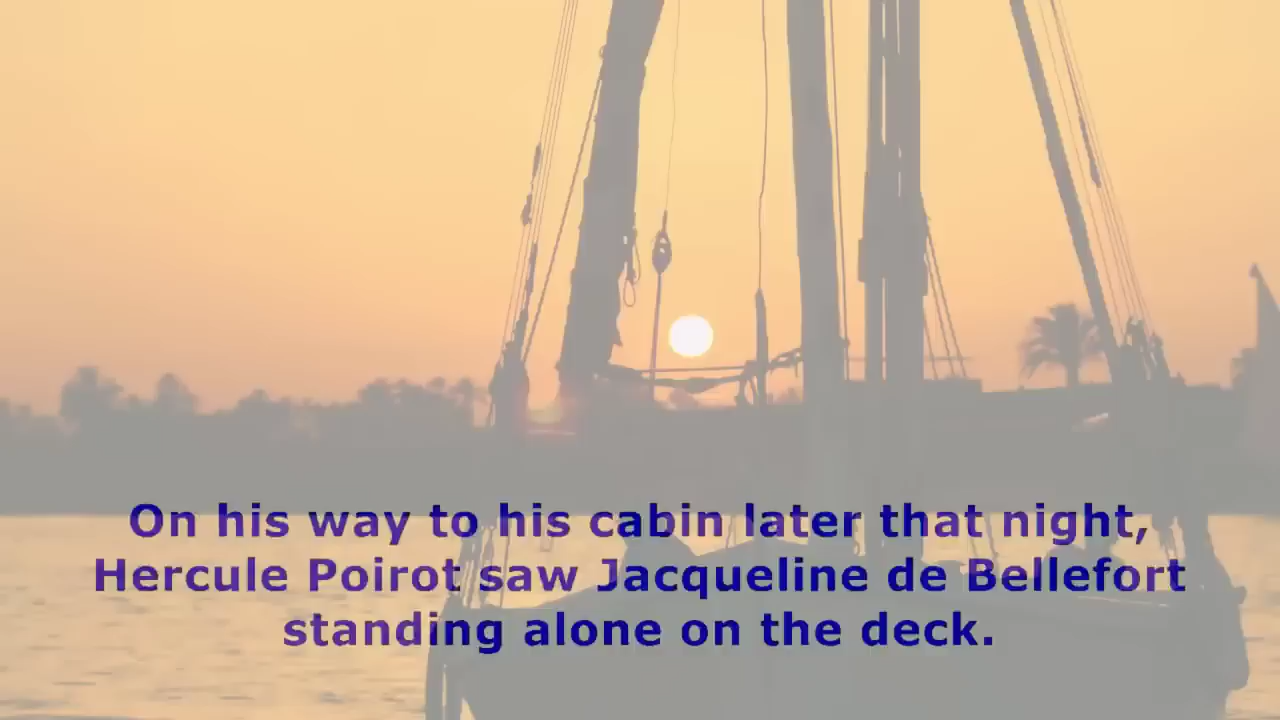 On his way to his cabin later that night,
Hercule Poirot saw Jacqueline de Bellefort
standing alone on the deck.